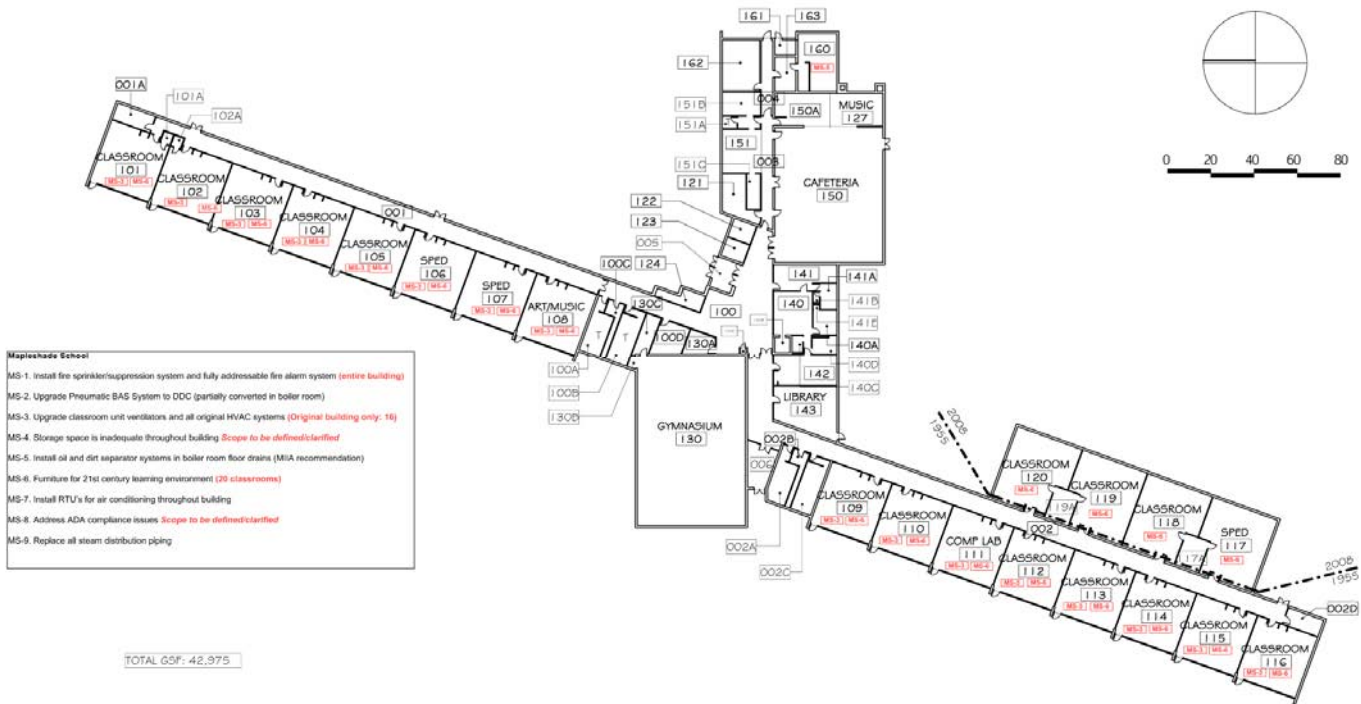 161
163
162
160
MS-4
001A
101A
102A
151D
004
150A
MUSIC
127
151A
151
151C
003
121
CAFETERIA
150
122
123
005
124
0 20 40 60 80
CLASSROOM
101
MS-3 MS-6
CLASSROOM
102
MS-3 MS-6
CLASSROOM
103
MS-3 MS-6
CLASSROOM
104
MS-3 MS-6
001
CLASSROOM
105
MS-3 MS-6
SPED
106
MS-3 MS-6
SPED
107
MS-3 MS-6
ART/MUSIC
108
MS-3 MS-6
100C
T
T
130C
100D
130A
100
100A
100B
130B
141
141A
140
141B
141E
140A
142
140D
140C
LIBRARY
143
GYMNASIUM
130
Mapleshade School
MS-1. Install fire sprinkler/suppression system and fully addressable fire alarm system (entire building)
MS-2. Upgrade Pneumatic BAS System to DDC (partially converted in boiler room)
MS-3. Upgrade classroom unit ventilators and all original HVAC systems (Original building only: 16)
MS-4. Storage space is inadequate throughout building Scope to be defined/clarified
MS-5. Install oil and dirt separator systems in boiler room floor drains (MIIA recommendation)
MS-6. Furniture for 21st century learning environment (20 classrooms)
MS-7. Install RTU's for air conditioning throughout building
MS-8. Address ADA compliance issues Scope to be defined/clarified
MS-9. Replace all steam distribution piping
002B
006
002A
002C
CLASSROOM
109
MS-3 MS-6
CLASSROOM
110
MS-3 MS-6
COMP LAB
111
MS-3 MS-6
CLASSROOM
112
MS-3 MS-6
CLASSROOM
113
MS-3 MS-6
CLASSROOM
114
MS-3 MS-6
CLASSROOM
115
MS-3 MS-6
CLASSROOM
116
MS-3 MS-6
2008
1955
CLASSROOM
120
MS-6
119A
CLASSROOM
119
MS-6
CLASSROOM
118
MS-6
117A
SPED
117
MS-6
002
2008
1955
002D
TOTAL GSF: 42,975